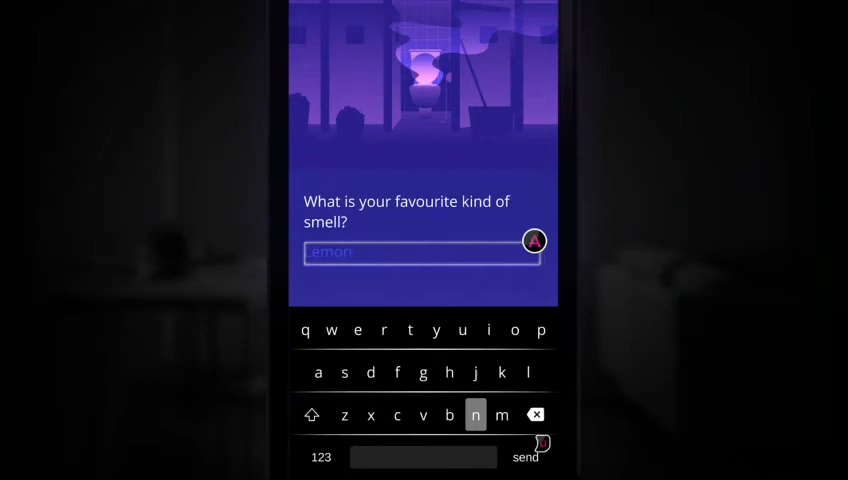 What is your favourite kind of
smell?
Lemon
A
q w e r t y u i o p
a s d f g h j k l
z x c v b n m
123 send